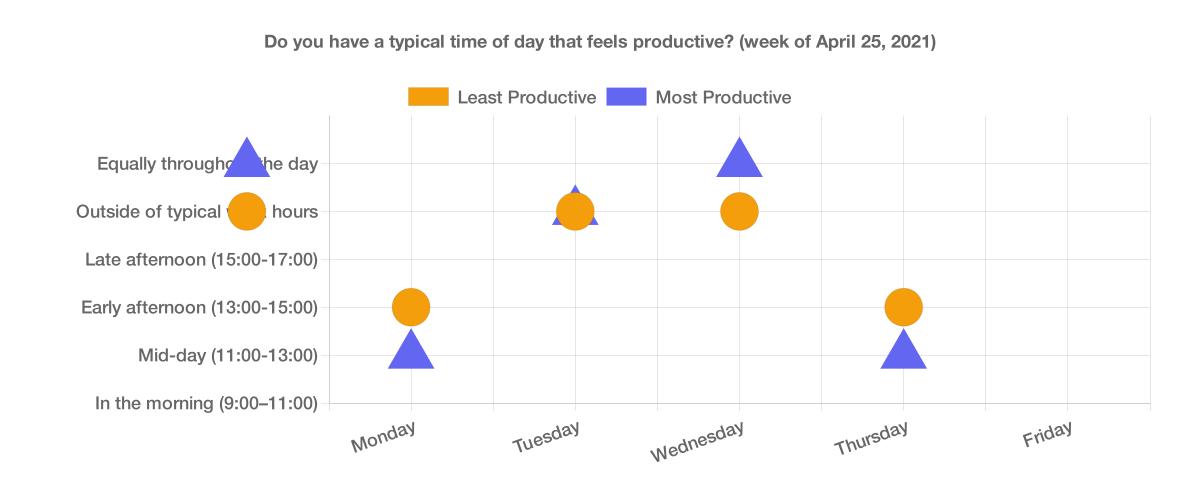 Do you have a typical time of day that feels productive? (week of April 25, 2021)
Least Productive Most Productive
Equally throughout the day
Outside of typical hours
Late afternoon (15:00-17:00)
Early afternoon (13:00-15:00)
Mid-day (11:00-13:00)
In the morning (9:00–11:00)
Monday Tuesday Wednesday Thursday Friday